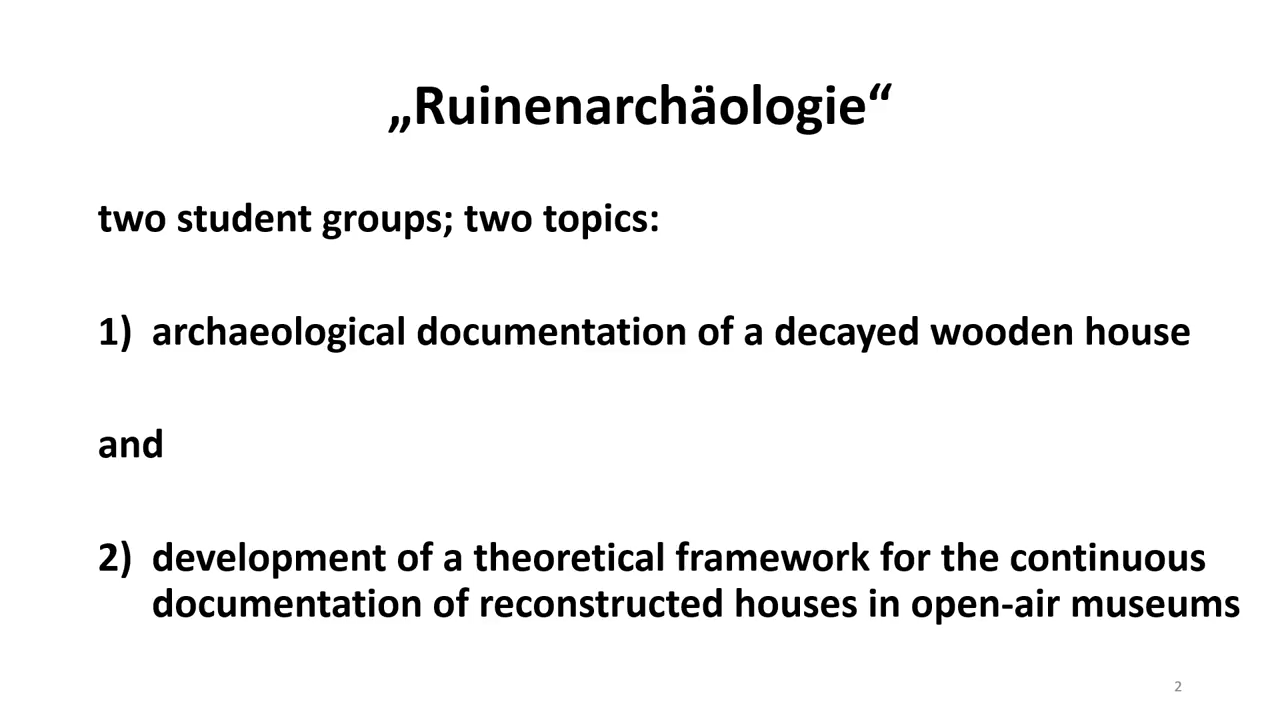 „Ruinenarchäologie“
two student groups; two topics:
1) archaeological documentation of a decayed wooden house
and
2) development of a theoretical framework for the continuous
documentation of reconstructed houses in open-air museums
2